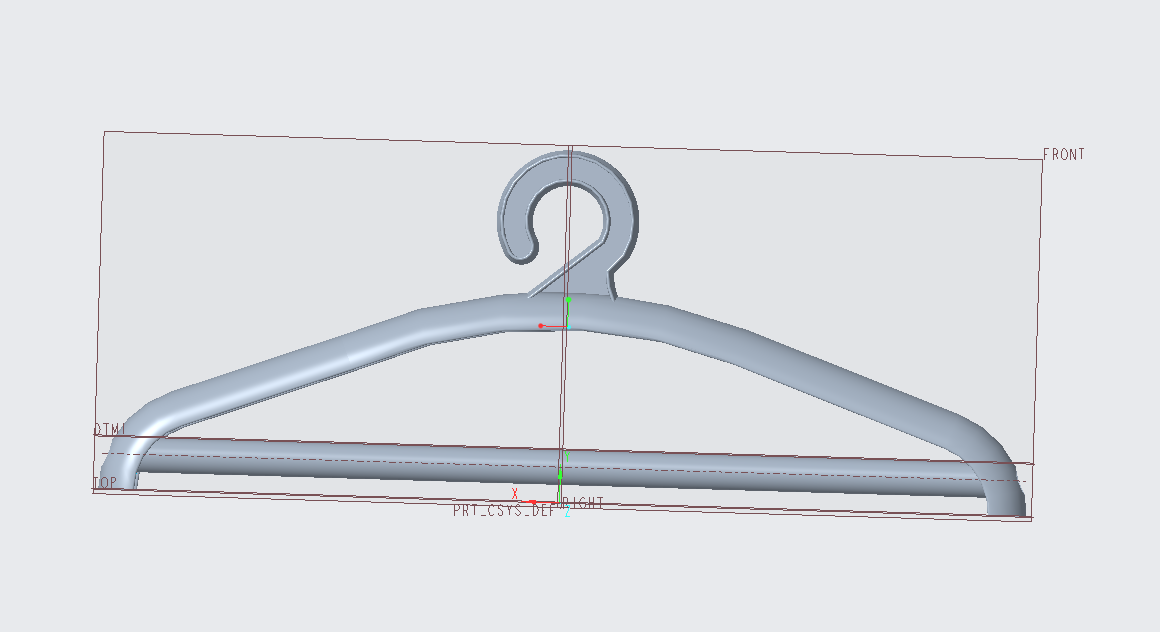 FRONT
DTM1
TOP
X
RIGHT
PRT_CSYS_DEF
Z